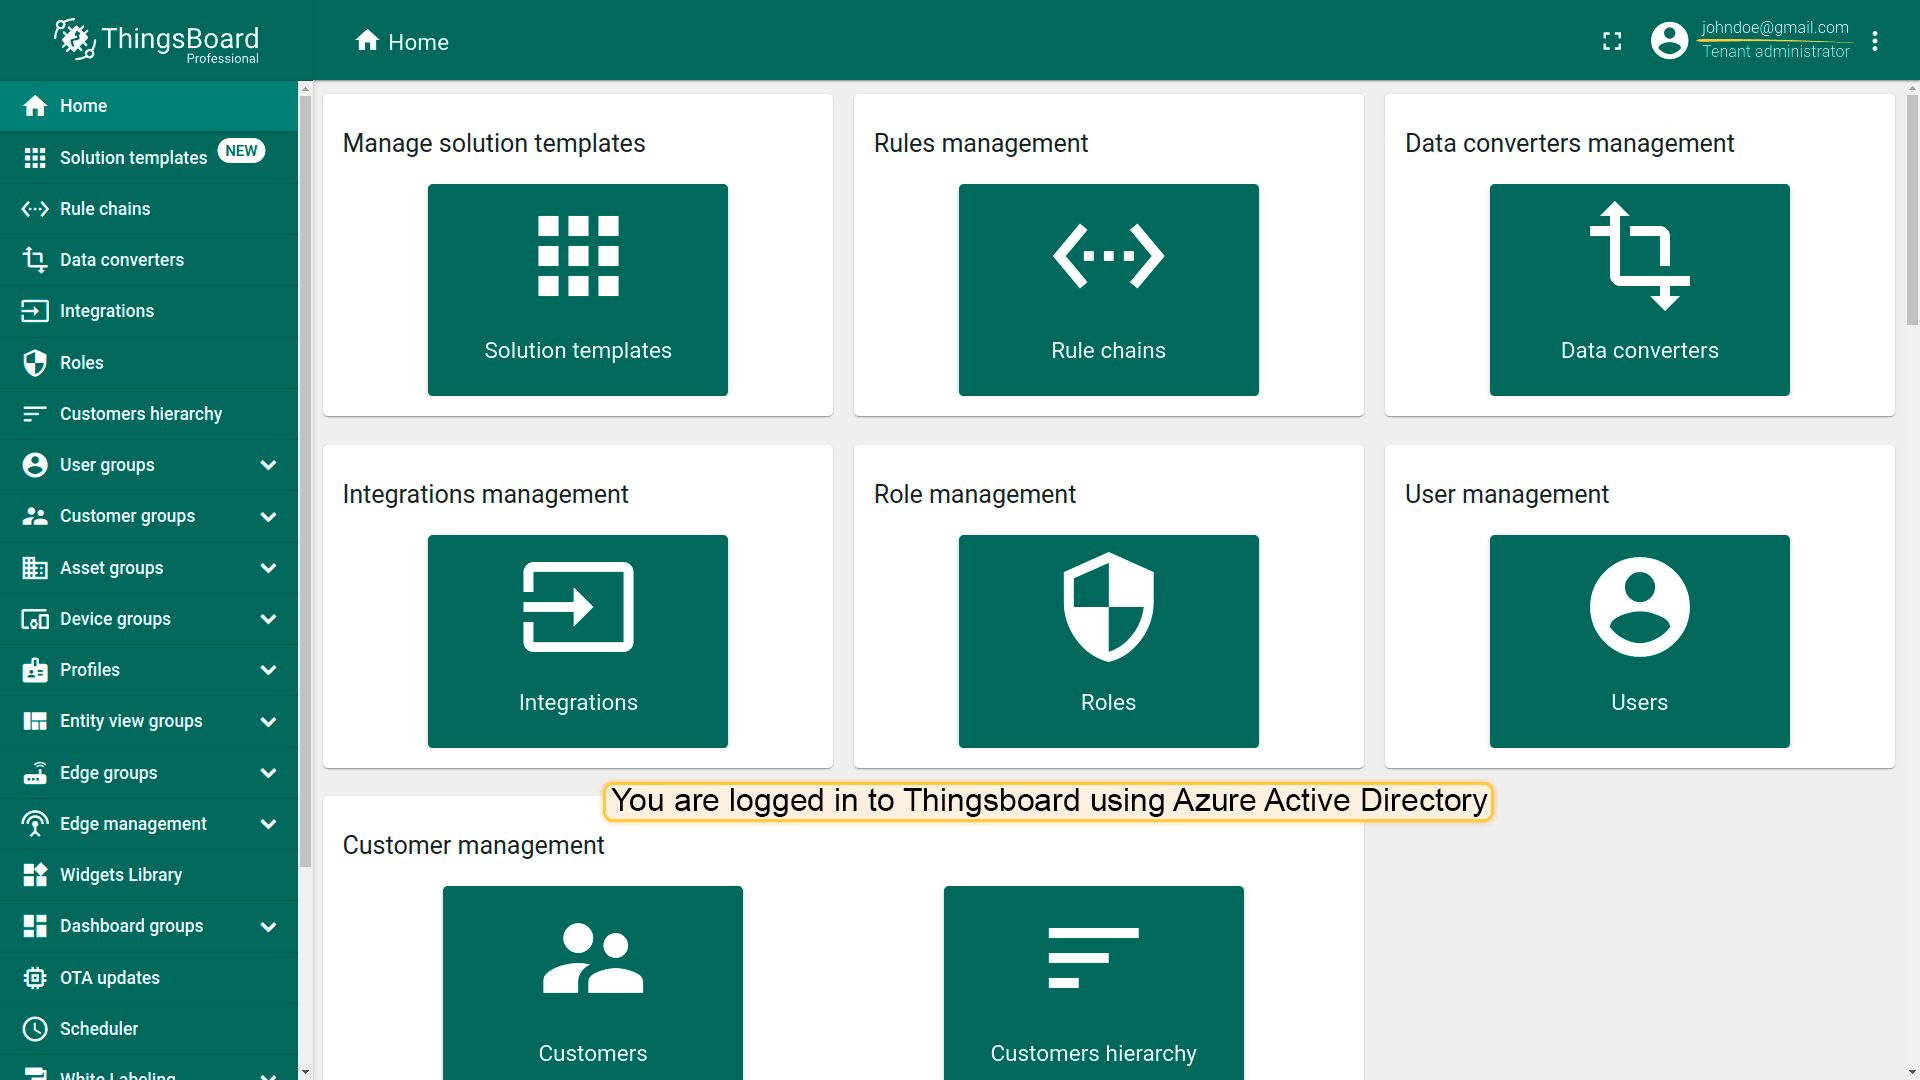 ThingsBoard
Professional
Home
johndoe@gmail.com
Tenant administrator
Home
Solution templates NEW
Rule chains
Data converters
Integrations
Roles
Customers hierarchy
User groups
Customer groups
Asset groups
Device groups
Profiles
Entity view groups
Edge groups
Edge management
Widgets Library
Dashboard groups
OTA updates
Scheduler
White Labeling
Manage solution templates
Solution templates
Rules management
Rule chains
Data converters management
Data converters
Integrations management
Integrations
Role management
Roles
User management
Users
You are logged in to Thingsboard using Azure Active Directory
Customer management
Customers
Customers hierarchy